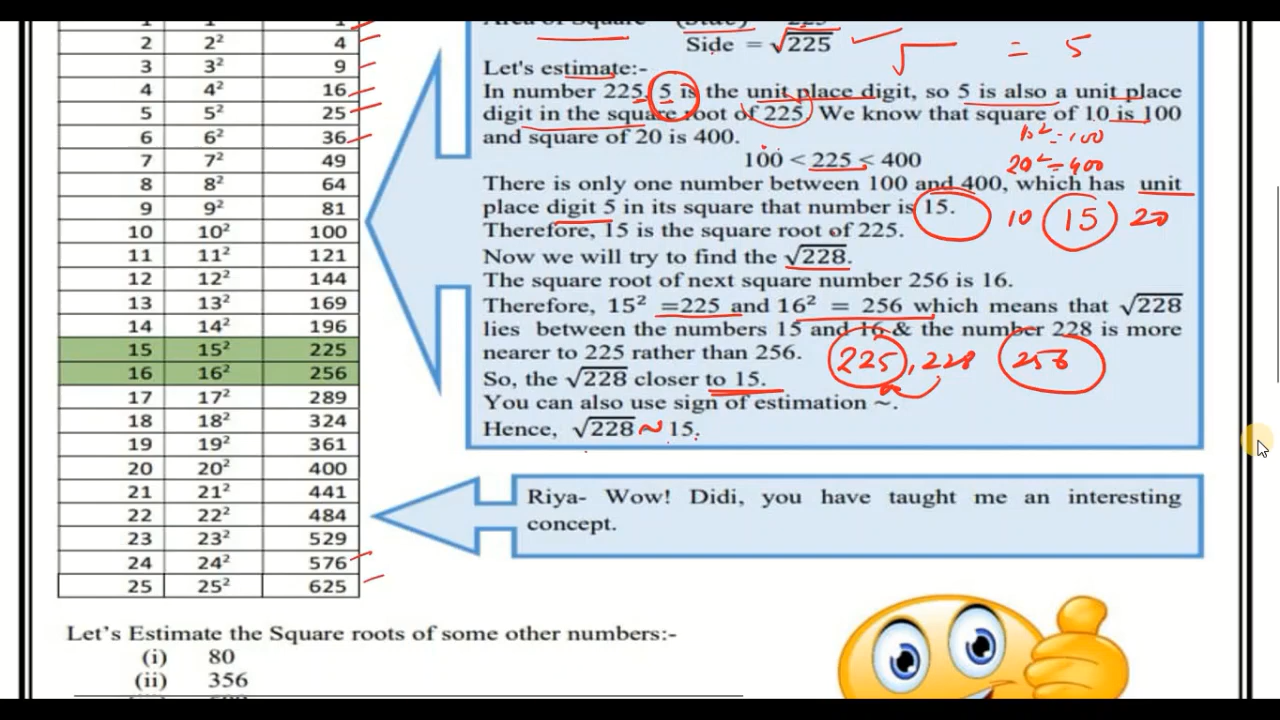 1 1 1
2 2² 4
3 3² 9
4 4² 16
5 5² 25
6 6² 36
7 7² 49
8 8² 64
9 9² 81
10 10² 100
11 11² 121
12 12² 144
13 13² 169
14 14² 196
15 15² 225
16 16² 256
17 17² 289
18 18² 324
19 19² 361
20 20² 400
21 21² 441
22 22² 484
23 23² 529
24 24² 576
25 25² 625
Area of Square (Side) 225
Side = √225
√ = 5
Let's estimate:-
In number 225, 5 is the unit place digit, so 5 is also a unit place
digit in the square root of 225. We know that square of 10 is 100
and square of 20 is 400.
10² = 100
20² = 400
100 < 225 < 400
There is only one number between 100 and 400, which has unit
place digit 5 in its square that number is 15.
10 15 20
Therefore, 15 is the square root of 225.
Now we will try to find the √228.
The square root of next square number 256 is 16.
Therefore, 15² =225 and 16² = 256 which means that √228
lies between the numbers 15 and 16 & the number 228 is more
nearer to 225 rather than 256.
225, 228 256
So, the √228 closer to 15.
You can also use sign of estimation ~.
Hence, √228 ~ 15.
Riya- Wow! Didi, you have taught me an interesting
concept.
Let's Estimate the Square roots of some other numbers:-
(i) 80
(ii) 356